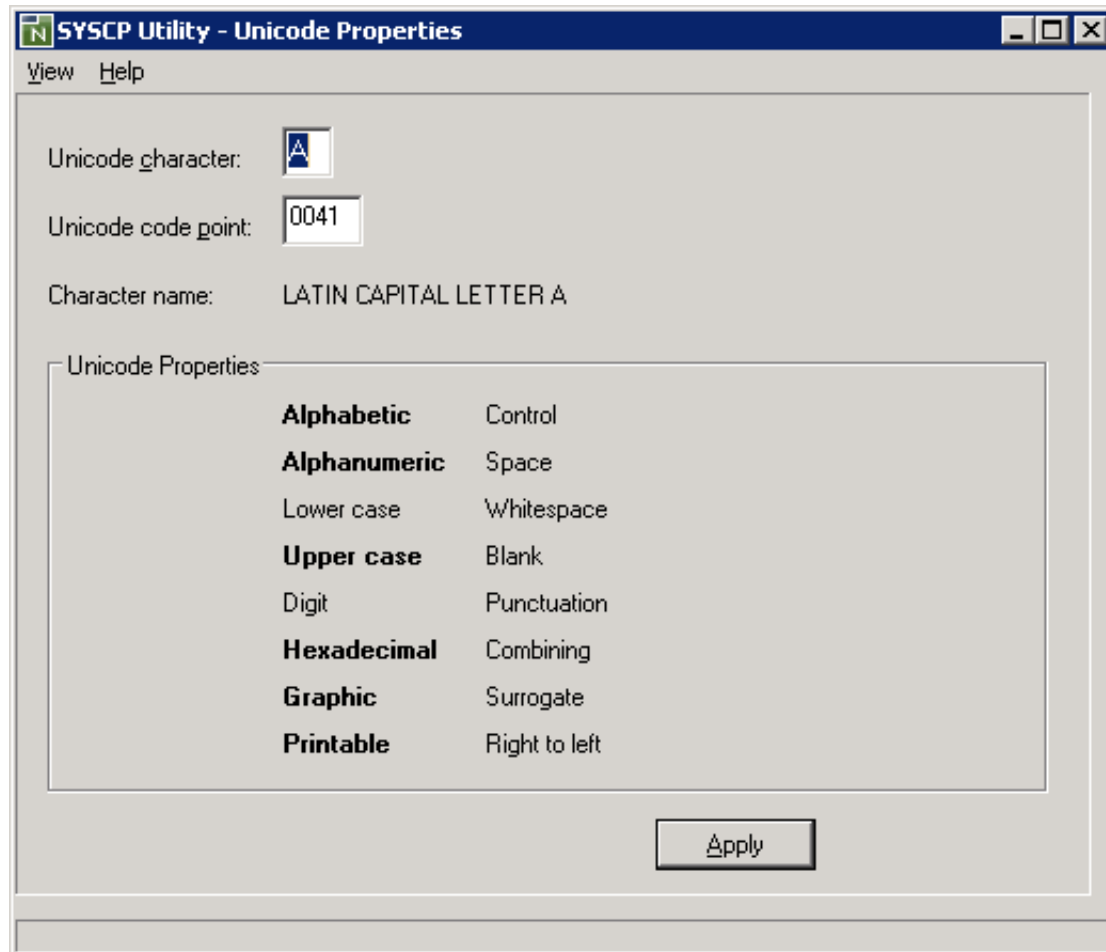 SYSCP Utility - Unicode Properties
View Help
Unicode character: A
Unicode code point: 0041
Character name: LATIN CAPITAL LETTER A
Unicode Properties
Alphabetic Control
Alphanumeric Space
Lower case Whitespace
Upper case Blank
Digit Punctuation
Hexadecimal Combining
Graphic Surrogate
Printable Right to left
Apply